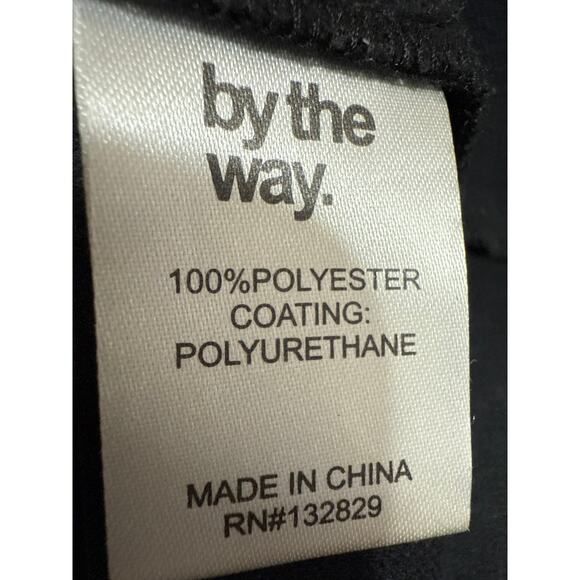 by the
way.
100%POLYESTER
COATING:
POLYURETHANE
MADE IN CHINA
RN#132829